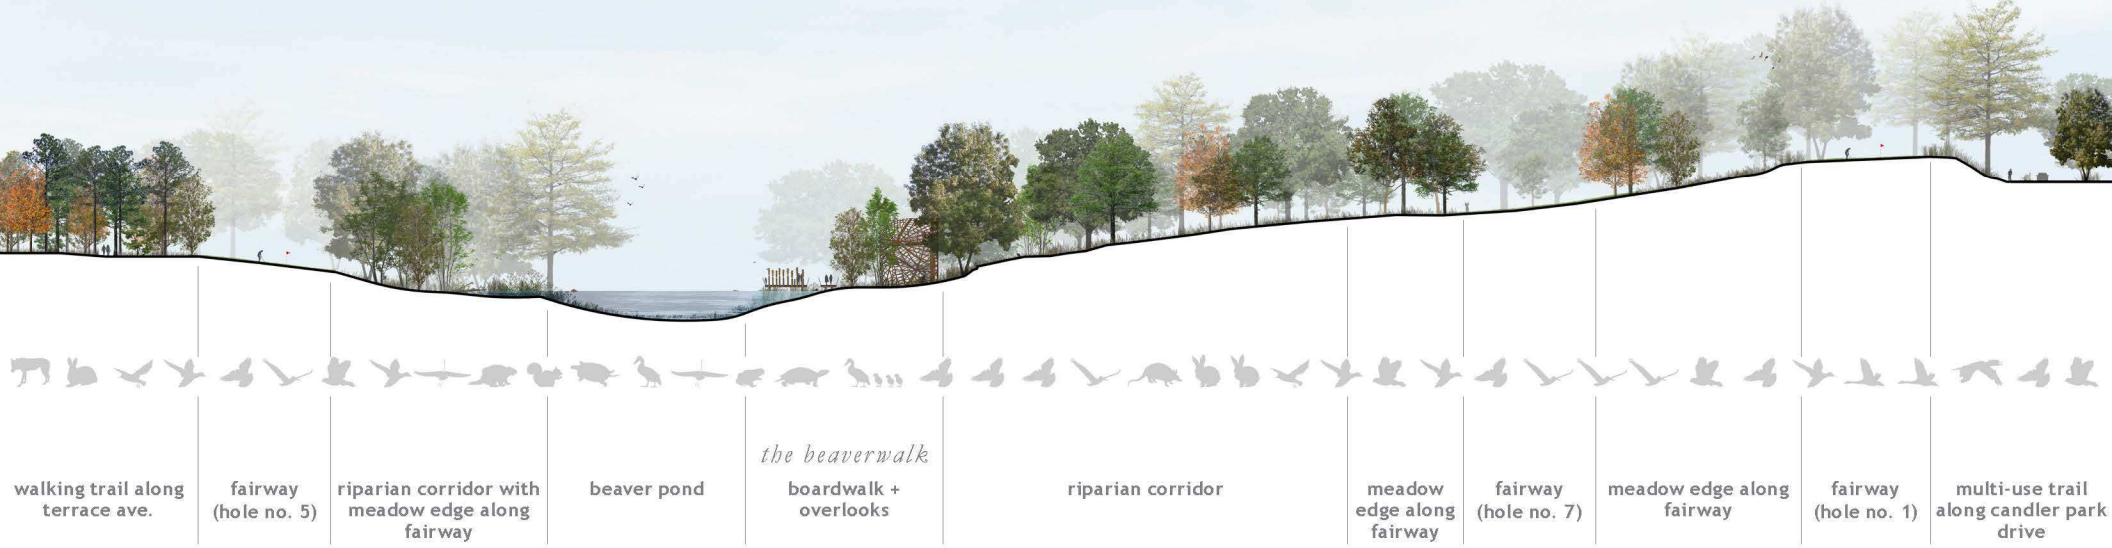 walking trail along
terrace ave.
fairway
(hole no. 5)
riparian corridor with
meadow edge along
fairway
beaver pond
the beaverwalk
boardwalk +
overlooks
riparian corridor
meadow
edge along
fairway
fairway
(hole no. 7)
meadow edge along
fairway
fairway
(hole no. 1)
multi-use trail
along candler park
drive